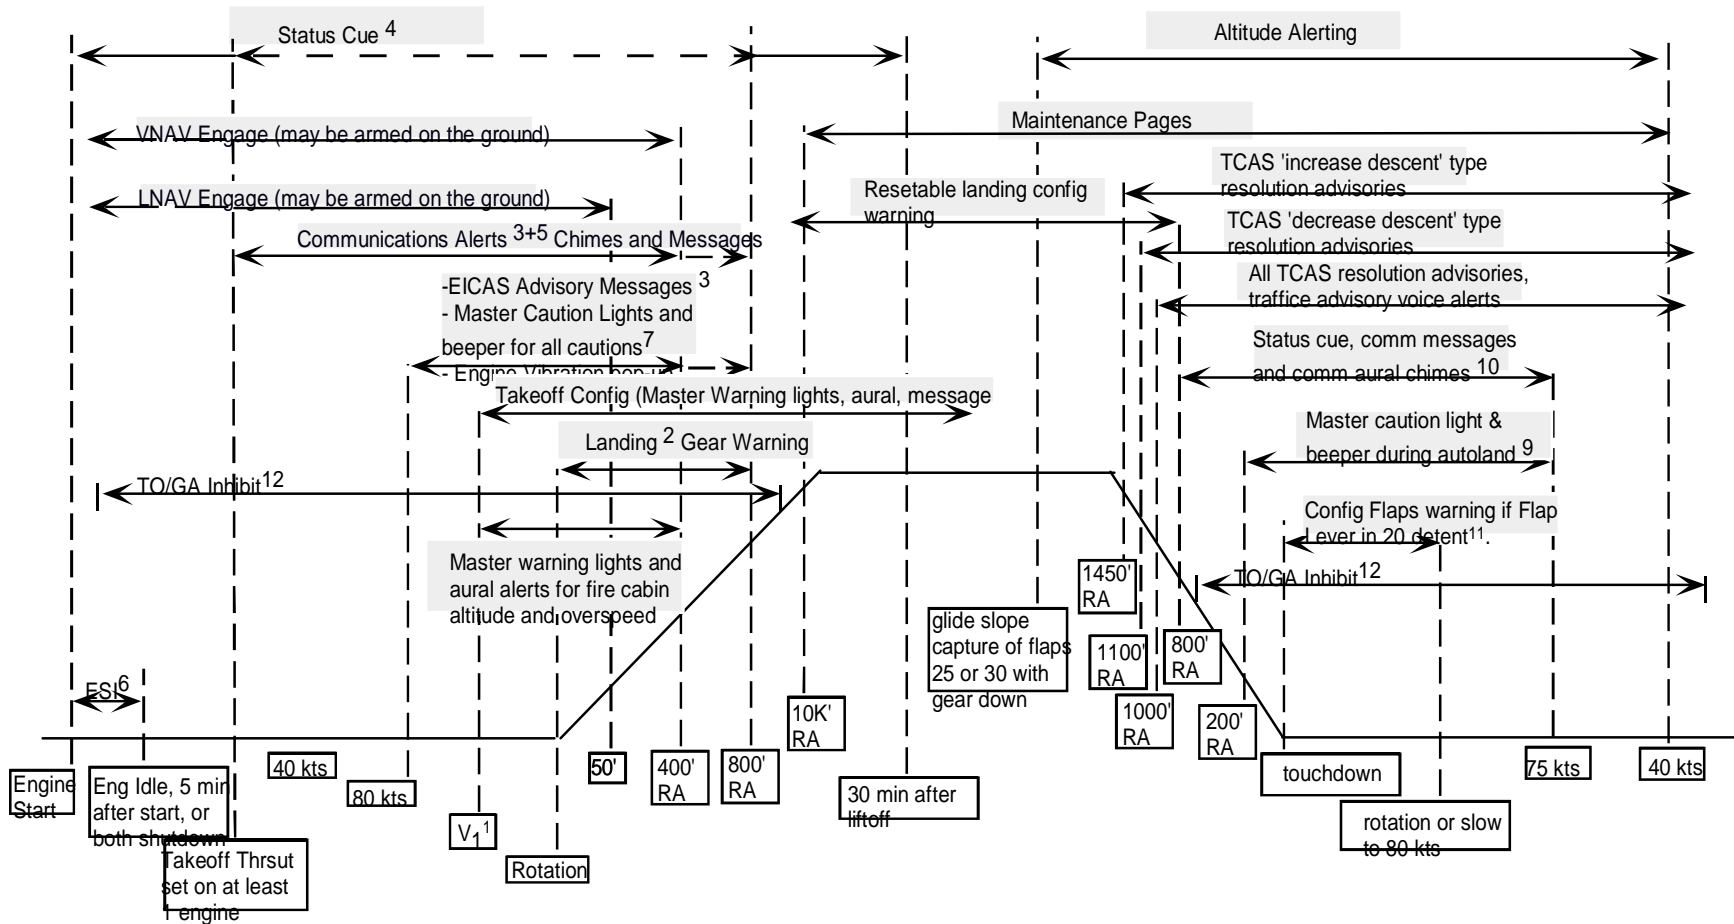 Status Cue 4
Altitude Alerting
VNAV Engage (may be armed on the ground)
Maintenance Pages
TCAS 'increase descent' type
resolution advisories
Resetable landing config
warning
LNAV Engage (may be armed on the ground)
TCAS 'decrease descent' type
resolution advisories
Communications Alerts 3+5 Chimes and Messages
All TCAS resolution advisories,
traffice advisory voice alerts
-EICAS Advisory Messages 3
- Master Caution Lights and
beeper for all cautions7
- Engine Vibration pop-up
Status cue, comm messages
and comm aural chimes 10
Takeoff Config (Master Warning lights, aural, message
Master caution light &
beeper during autoland 9
Landing 2 Gear Warning
TO/GA Inhibit12
Config Flaps warning if Flap
Lever in 20 detent11.
Master warning lights and
aural alerts for fire cabin
altitude and overspeed
TO/GA Inhibit12
1450'
RA
glide slope
capture of flaps
25 or 30 with
gear down
1100'
RA
800'
RA
ESI6
10K'
RA
1000'
RA
200'
RA
Engine
Start
Eng Idle, 5 min
after start, or
both shutdown
40 kts
80 kts
50'
400'
RA
800'
RA
30 min after
liftoff
touchdown
75 kts
40 kts
V1 1
Rotation
rotation or slow
to 80 kts
Takeoff Thrsut
set on at least
1 engine